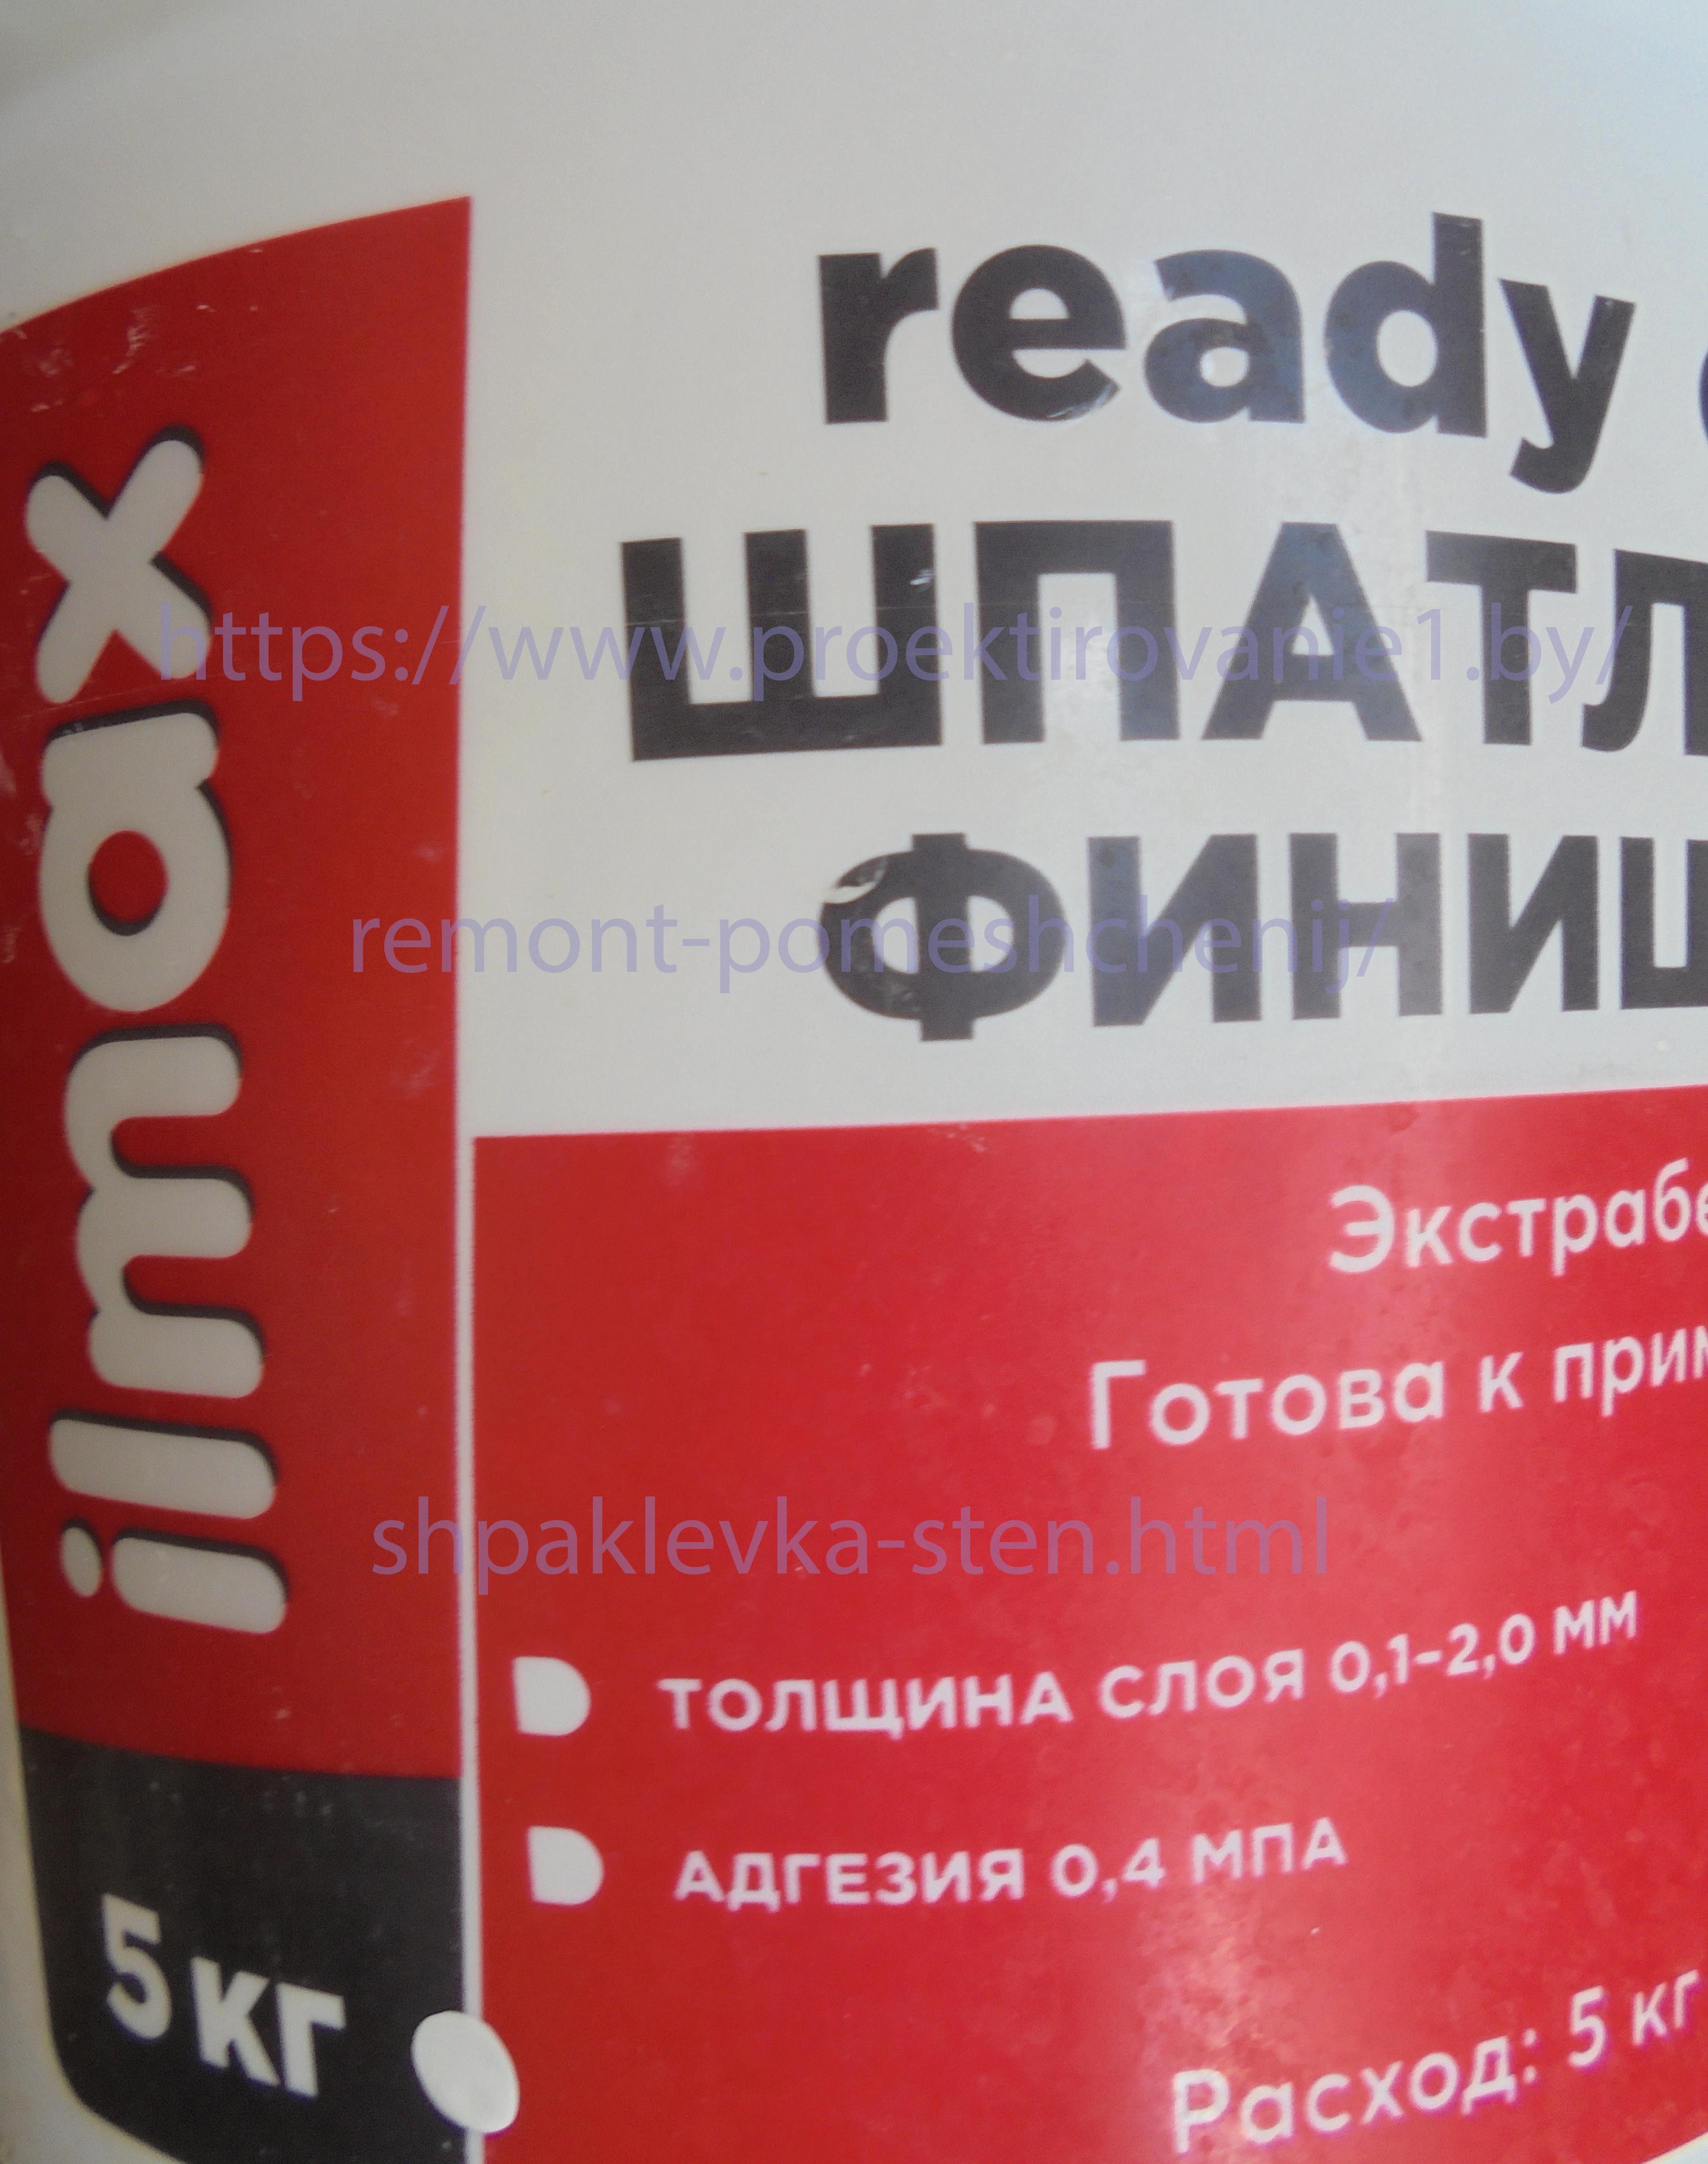 ilmax
ready
ШПАТЛ
ФИНИШ
https://www.proektirovanie1.by/
remont-pomeshchenij/
shpaklevka-sten.html
Экстрабе
Готова к прим
ТОЛЩИНА СЛОЯ 0,1-2,0 ММ
АДГЕЗИЯ 0,4 МПА
Расход: 5 кг
5 кг